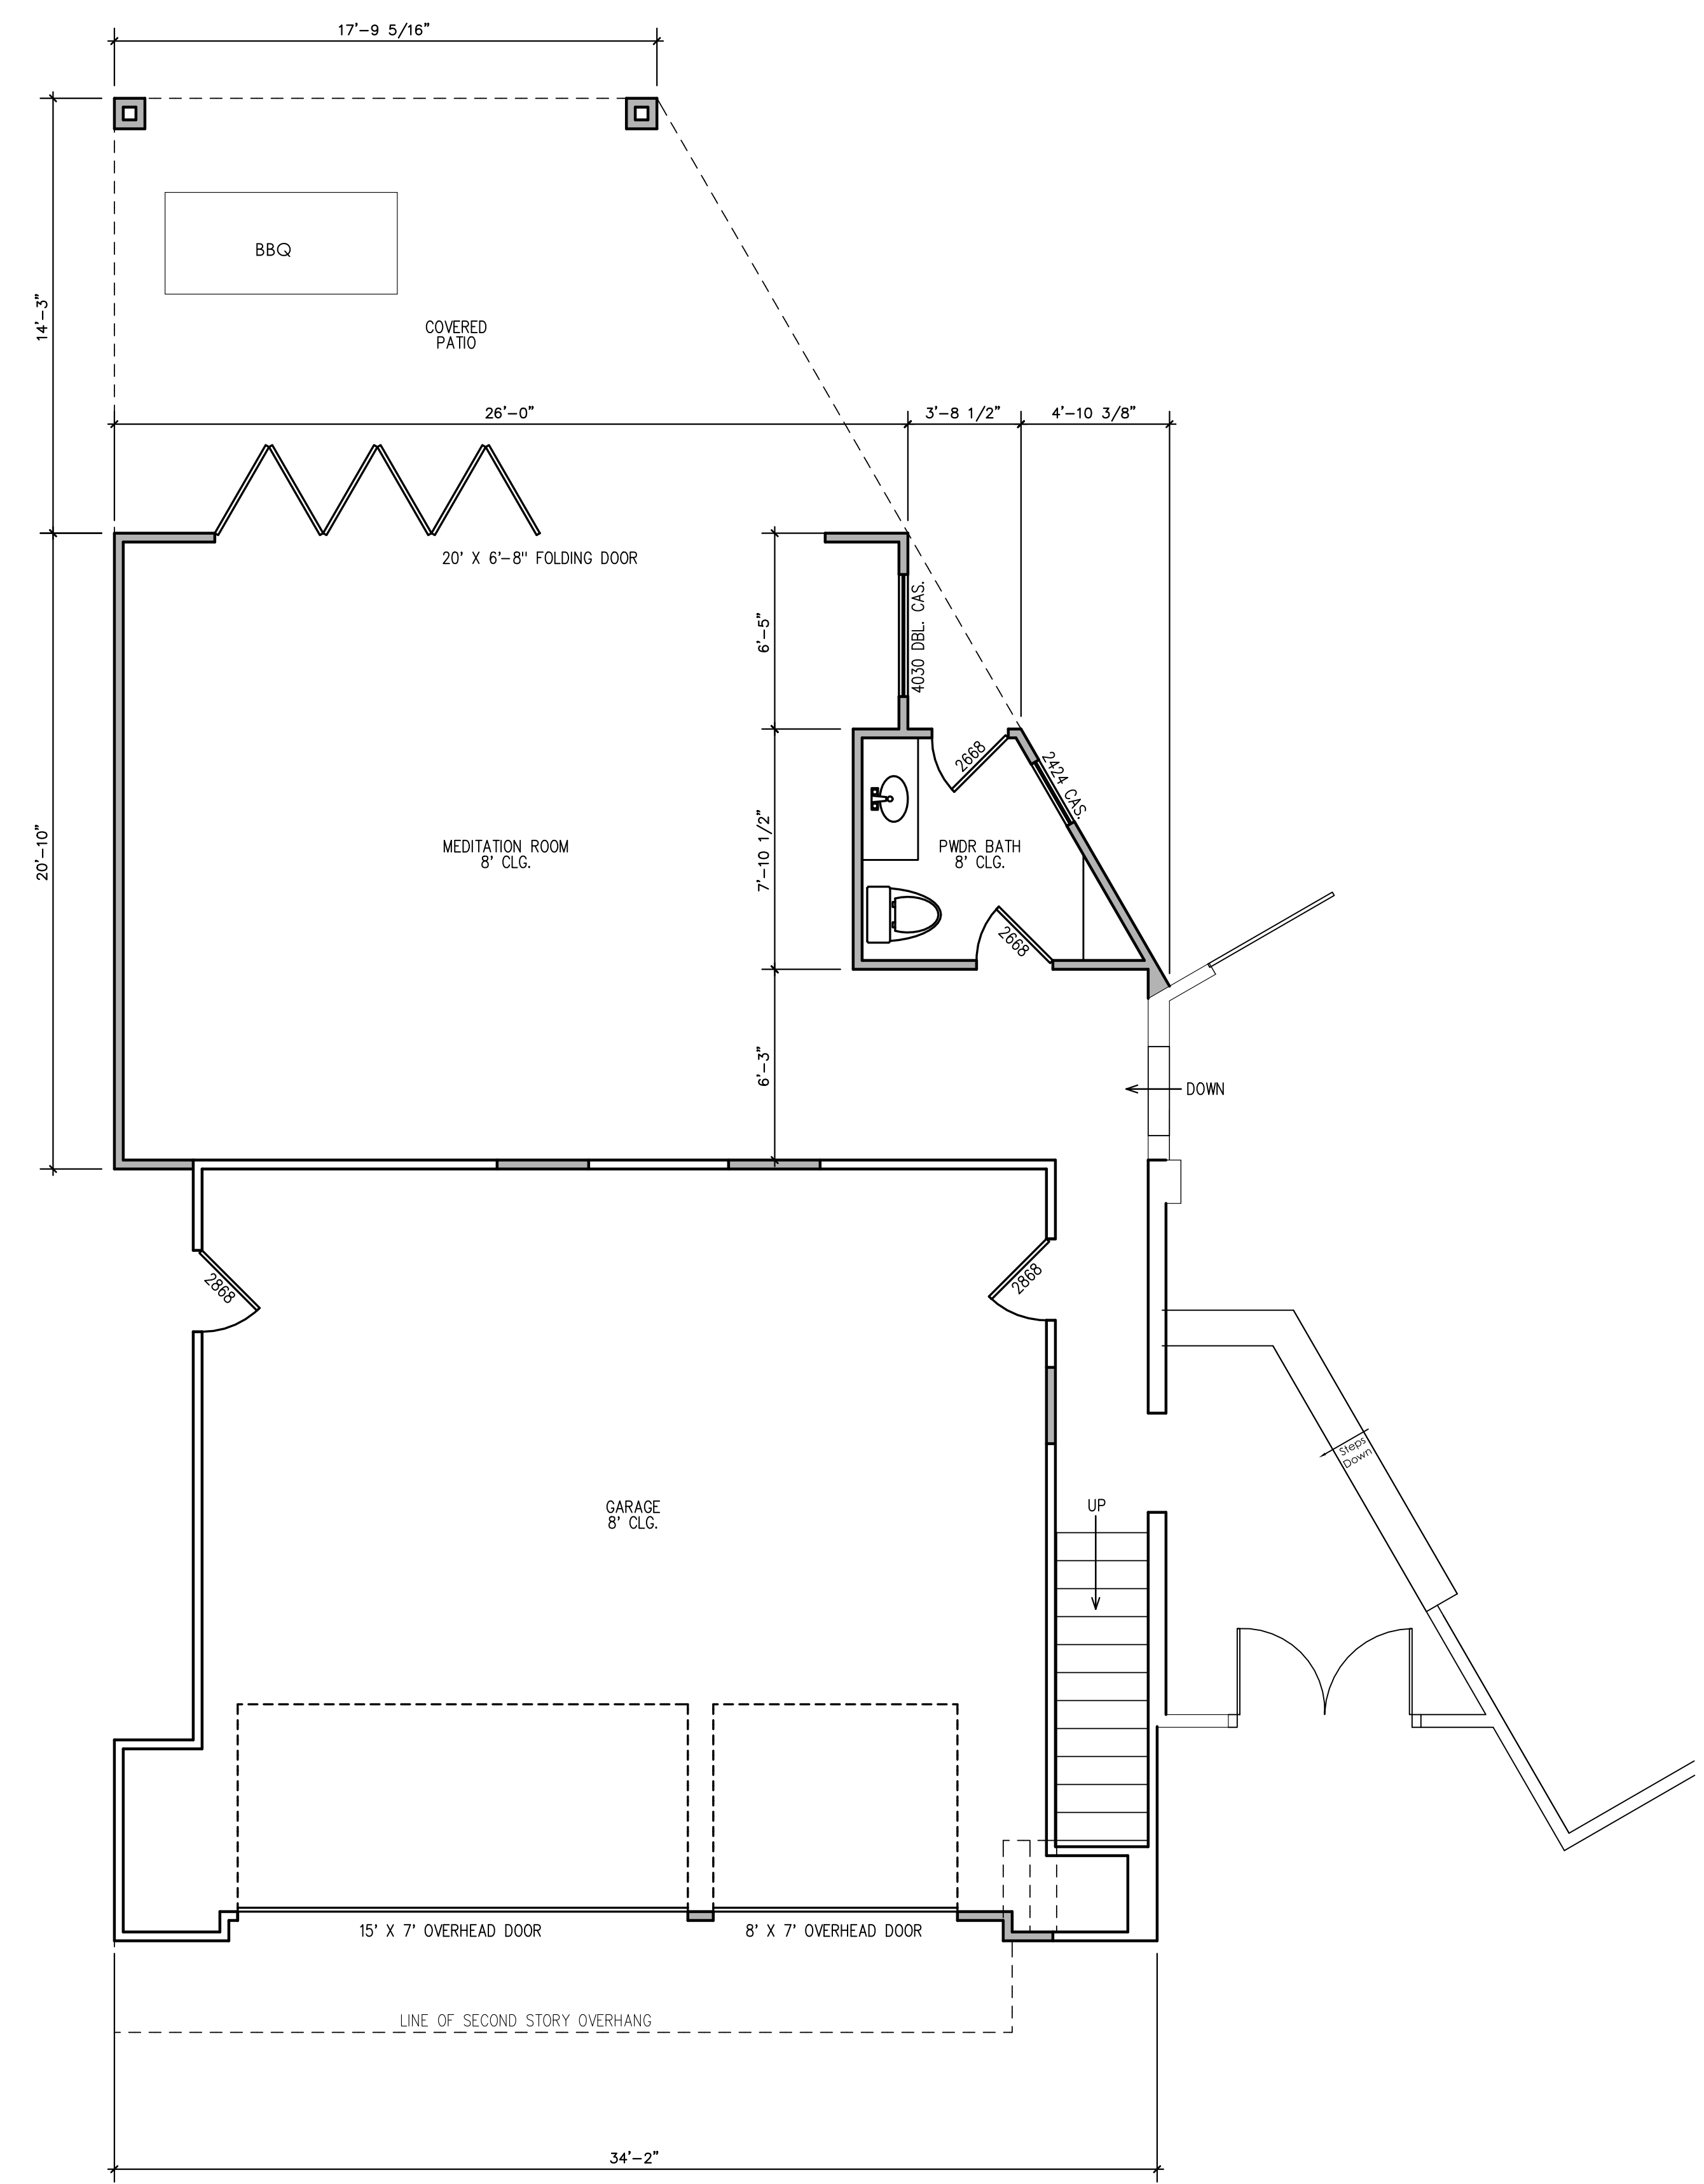 17'-9 5/16"
BBQ
14'-3"
COVERED
PATIO
26'-0"
3'-8 1/2"
4'-10 3/8"
20' X 6'-8" FOLDING DOOR
4030 DBL. CAS.
6'-5"
2668
2424 CAS.
20'-10"
MEDITATION ROOM
8' CLG.
7'-10 1/2"
PWDR BATH
8' CLG.
2668
6'-3"
DOWN
2868
2868
Steps
Down
GARAGE
8' CLG.
UP
15' X 7' OVERHEAD DOOR
8' X 7' OVERHEAD DOOR
LINE OF SECOND STORY OVERHANG
34'-2"